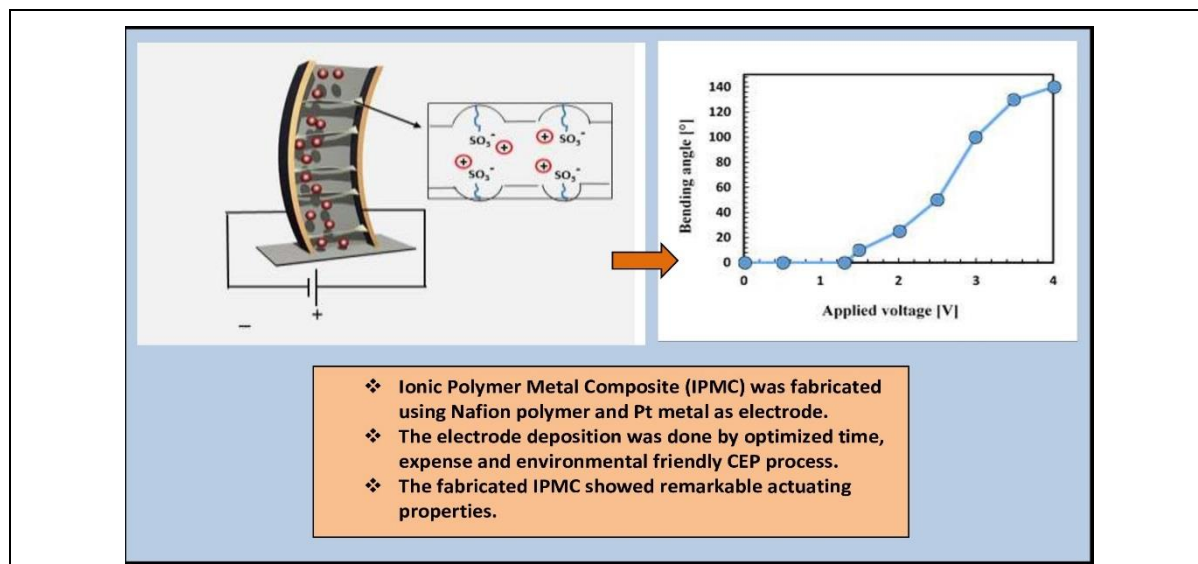 SO₃⁻
SO₃⁻
+
+
+
+
SO₃⁻
SO₃⁻
−
+
Bending angle [°]
140
120
100
80
60
40
20
0
0
1
2
3
4
Applied voltage [V]
❖ Ionic Polymer Metal Composite (IPMC) was fabricated
using Nafion polymer and Pt metal as electrode.
❖ The electrode deposition was done by optimized time,
expense and environmental friendly CEP process.
❖ The fabricated IPMC showed remarkable actuating
properties.